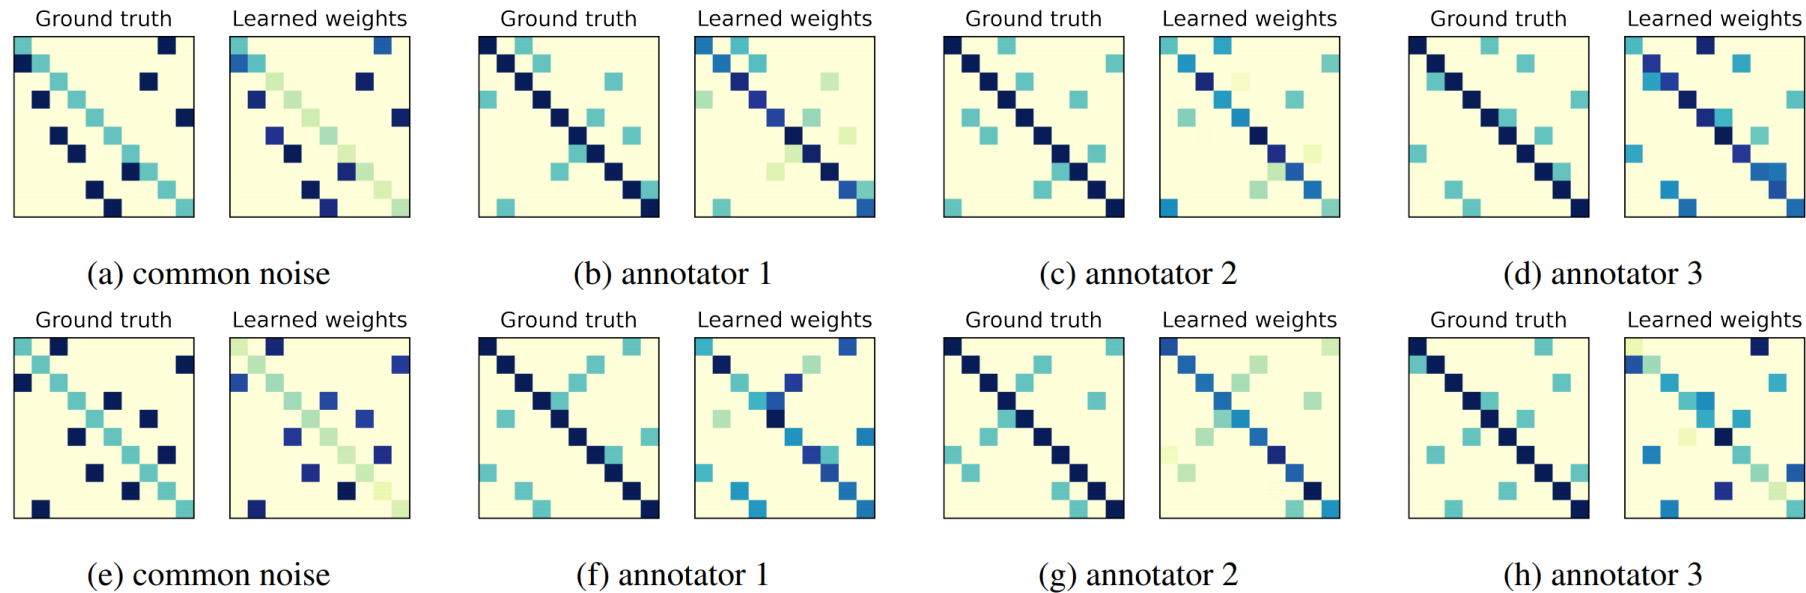 Ground truth Learned weights Ground truth Learned weights Ground truth Learned weights Ground truth Learned weights
(a) common noise (b) annotator 1 (c) annotator 2 (d) annotator 3
Ground truth Learned weights Ground truth Learned weights Ground truth Learned weights Ground truth Learned weights
(e) common noise (f) annotator 1 (g) annotator 2 (h) annotator 3